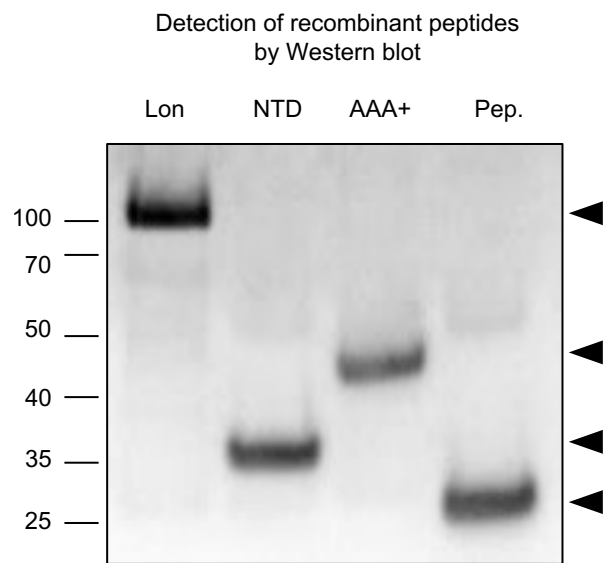 Detection of recombinant peptides
by Western blot
Lon NTD AAA+ Pep.
100
70
50
40
35
25